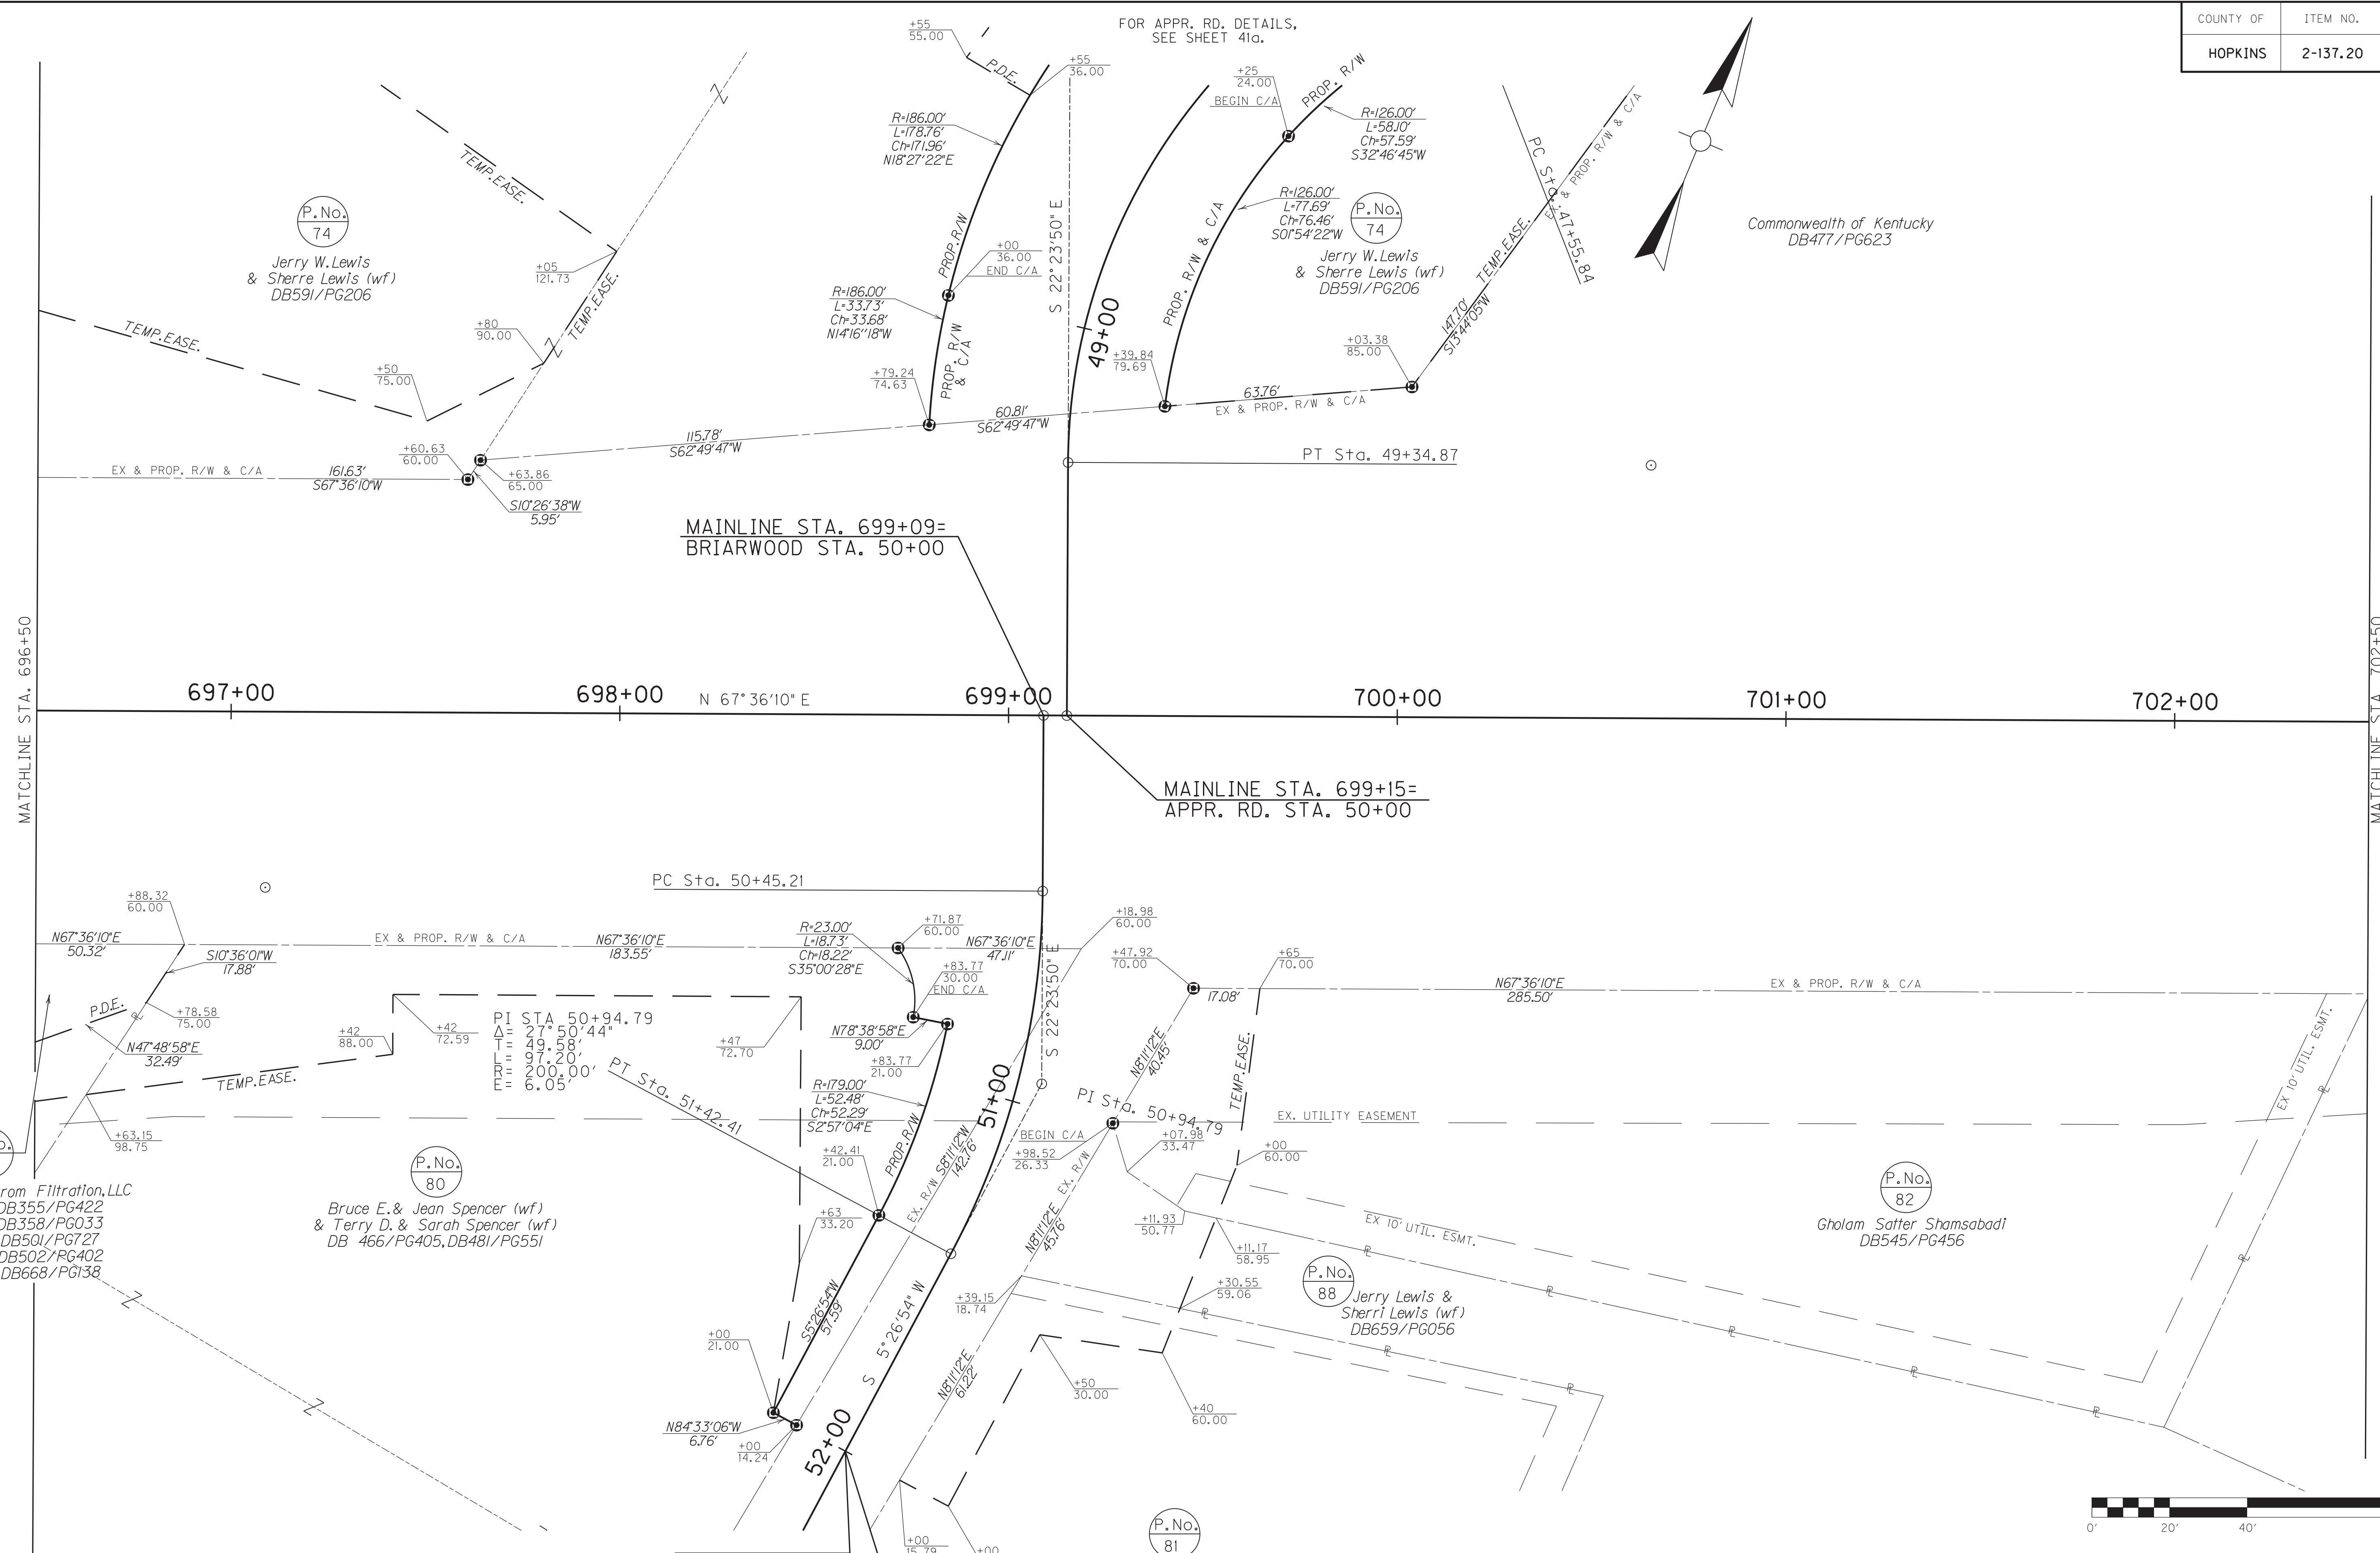 COUNTY OF
ITEM NO.
HOPKINS
2-137.20
FOR APPR. RD. DETAILS,
SEE SHEET 41a.
+55
55.00
P.D.E.
+55
36.00
+25
24.00
BEGIN C/A
PROP. R/W
R=126.00'
L=58.10'
Ch=57.59'
S32°46'45"W
R=186.00'
L=178.76'
Ch=171.96'
N18°27'22"E
TEMP.EASE.
P.No.
74
Jerry W.Lewis
& Sherre Lewis (wf)
DB591/PG206
+05
121.73
TEMP.EASE.
TEMP.EASE.
+80
90.00
+50
75.00
PROP.R/W
+00
36.00
END C/A
R=186.00'
L=33.73'
Ch=33.68'
N14°16'18"W
PROP. R/W
& C/A
+79.24
74.63
S 22°23'50" E
49+00
R=126.00'
L=77.69'
Ch=76.46'
S01°54'22"W
P.No.
74
Jerry W.Lewis
& Sherre Lewis (wf)
DB591/PG206
PROP. R/W & C/A
+39.84
79.69
PC Sta. 47+55.84
EX & PROP. R/W & C/A
TEMP.EASE.
147.70'
S13°44'05"W
+03.38
85.00
Commonwealth of Kentucky
DB477/PG623
63.76'
EX & PROP. R/W & C/A
60.81'
S62°49'47"W
115.78'
S62°49'47"W
+60.63
60.00
+63.86
65.00
S10°26'38"W
5.95'
EX & PROP. R/W & C/A
161.63'
S67°36'10"W
PT Sta. 49+34.87
MAINLINE STA. 699+09=
BRIARWOOD STA. 50+00
MATCHLINE STA. 696+50
MATCHLINE STA. 702+50
697+00
698+00
N 67°36'10" E
699+00
700+00
701+00
702+00
MAINLINE STA. 699+15=
APPR. RD. STA. 50+00
PC Sta. 50+45.21
+88.32
60.00
N67°36'10"E
50.32'
S10°36'01"W
17.88'
EX & PROP. R/W & C/A
N67°36'10"E
183.55'
R=23.00'
L=18.73'
Ch=18.22'
S35°00'28"E
+71.87
60.00
N67°36'10"E
47.11'
+83.77
30.00
END C/A
S 22°23'50" E
+18.98
60.00
+47.92
70.00
17.08'
+65
70.00
N67°36'10"E
285.50'
EX & PROP. R/W & C/A
P.D.E.
+78.58
75.00
N47°48'58"E
32.49'
+42
88.00
+42
72.59
PI STA 50+94.79
Δ= 27°50'44"
T= 49.58'
L= 97.20'
R= 200.00'
E= 6.05'
PT Sta. 51+42.41
+47
72.70
N78°38'58"E
9.00'
+83.77
21.00
R=179.00'
L=52.48'
Ch=52.29'
S2°57'04"E
TEMP.EASE.
+63.15
98.75
N8°11'12"E
40.45'
TEMP.EASE.
PI Sta. 50+94.79
51+00
EX. UTILITY EASEMENT
EX 10' UTIL. ESMT.
BEGIN C/A
+98.52
26.33
+07.98
33.47
+00
60.00
PROP.R/W
+42.41
21.00
EX. R/W
S8°11'12"W
142.76'
EX. R/W
N8°11'12"E
45.76'
+11.93
50.77
+11.17
58.95
EX 10' UTIL. ESMT.
P.No.
82
Gholam Satter Shamsabadi
DB545/PG456
P.No.
80
Bruce E.& Jean Spencer (wf)
& Terry D.& Sarah Spencer (wf)
DB 466/PG405,DB481/PG551
rom Filtration,LLC
DB355/PG422
DB358/PG033
DB501/PG727
DB502/PG402
DB668/PG138
+63
33.20
S5°26'54"W
57.59'
S 5°26'54" W
+39.15
18.74
+30.55
59.06
P.No.
88
Jerry Lewis &
Sherri Lewis (wf)
DB659/PG056
+00
21.00
N8°11'12"E
61.22'
+50
30.00
+40
60.00
N84°33'06"W
6.76'
+00
14.24
52+00
+00
15.79
+00
P.No.
81
0'
20'
40'